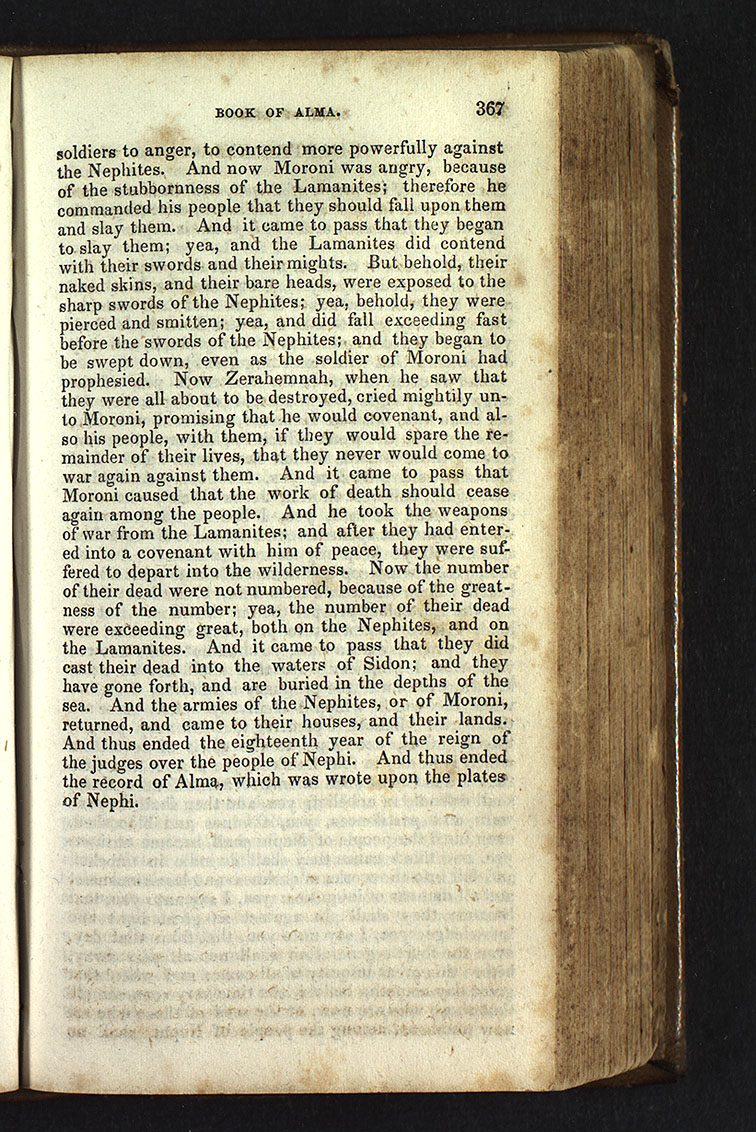 BOOK OF ALMA. 367
soldiers to anger, to contend more powerfully against
the Nephites. And now Moroni was angry, because
of the stubbornness of the Lamanites; therefore he
commanded his people that they should fall upon them
and slay them. And it came to pass that they began
to slay them; yea, and the Lamanites did contend
with their swords and their mights. But behold, their
naked skins, and their bare heads, were exposed to the
sharp swords of the Nephites; yea, behold, they were
pierced and smitten; yea, and did fall exceeding fast
before the swords of the Nephites; and they began to
be swept down, even as the soldier of Moroni had
prophesied. Now Zerahemnah, when he saw that
they were all about to be destroyed, cried mightily un-
to Moroni, promising that he would covenant, and al-
so his people, with them, if they would spare the re-
mainder of their lives, that they never would come to
war again against them. And it came to pass that
Moroni caused that the work of death should cease
again among the people. And he took the weapons
of war from the Lamanites; and after they had enter-
ed into a covenant with him of peace, they were suf-
fered to depart into the wilderness. Now the number
of their dead were not numbered, because of the great-
ness of the number; yea, the number of their dead
were exceeding great, both on the Nephites, and on
the Lamanites. And it came to pass that they did
cast their dead into the waters of Sidon; and they
have gone forth, and are buried in the depths of the
sea. And the armies of the Nephites, or of Moroni,
returned, and came to their houses, and their lands.
And thus ended the eighteenth year of the reign of
the judges over the people of Nephi. And thus ended
the record of Alma, which was wrote upon the plates
of Nephi.